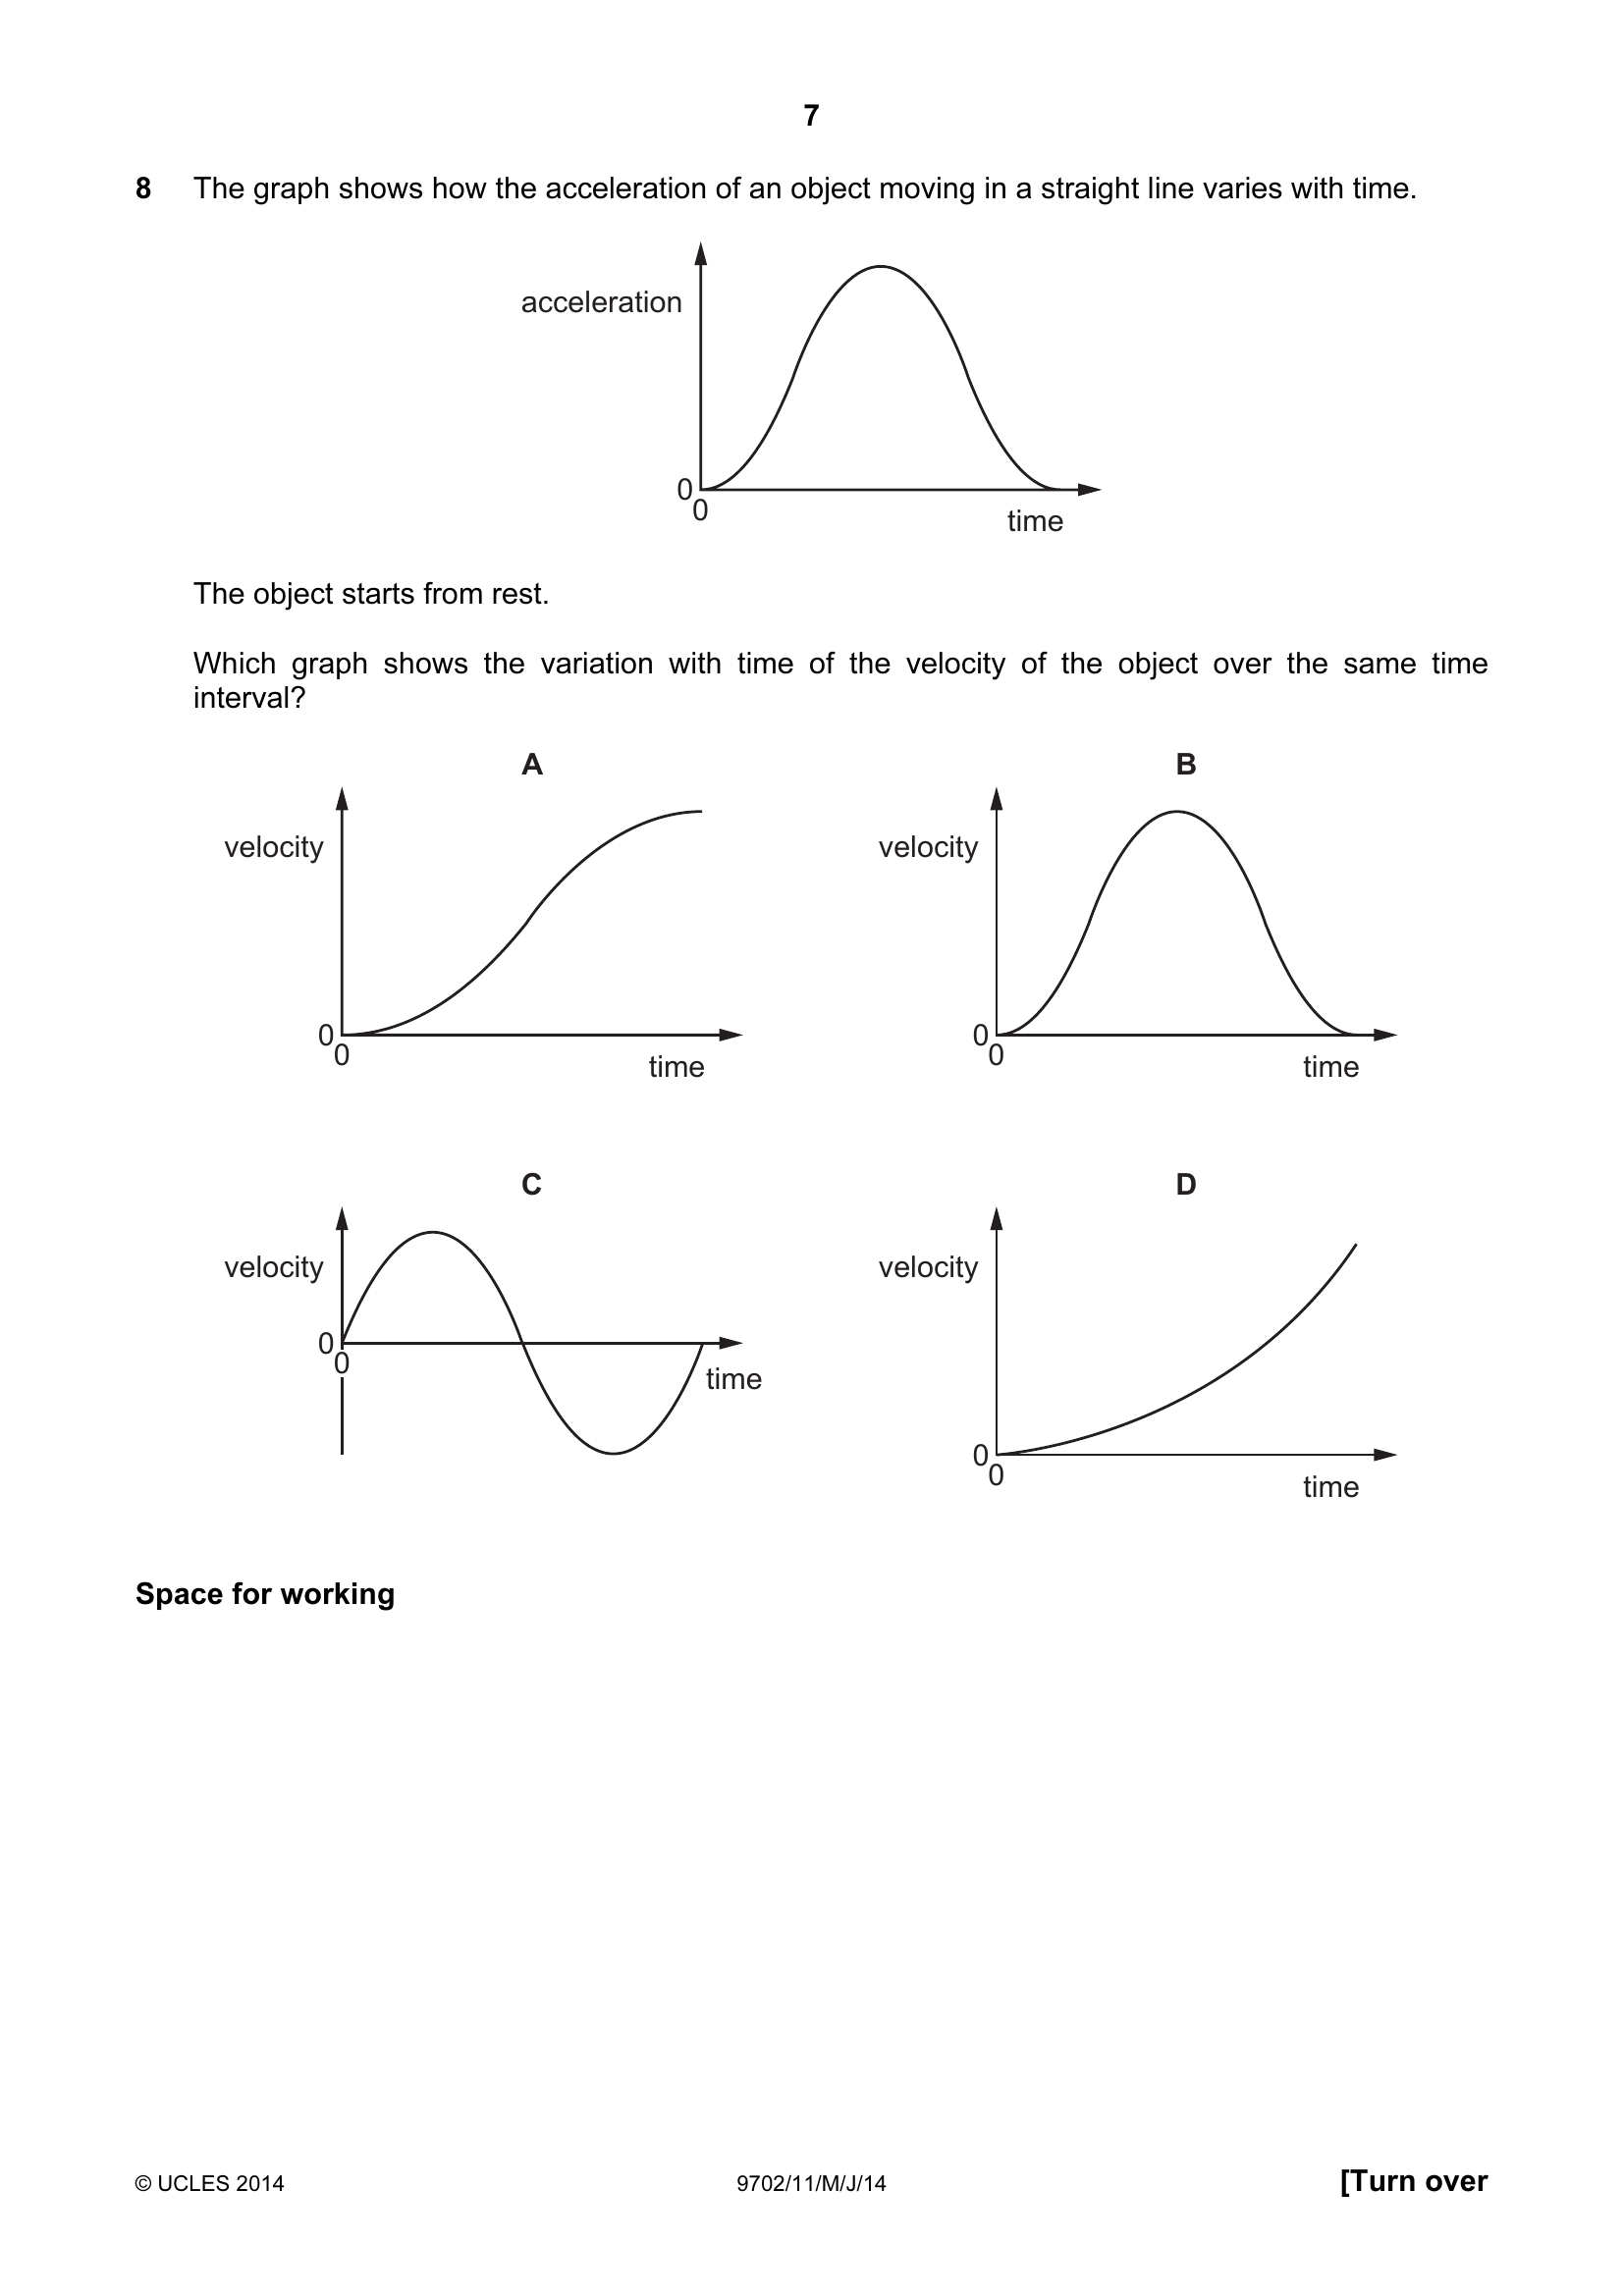 7
8 The graph shows how the acceleration of an object moving in a straight line varies with time.
acceleration
0
0
time
The object starts from rest.
Which graph shows the variation with time of the velocity of the object over the same time
interval?
A
velocity
0
0
time
B
velocity
0
0
time
C
velocity
0
0
time
D
velocity
0
0
time
Space for working
© UCLES 2014 9702/11/M/J/14 [Turn over